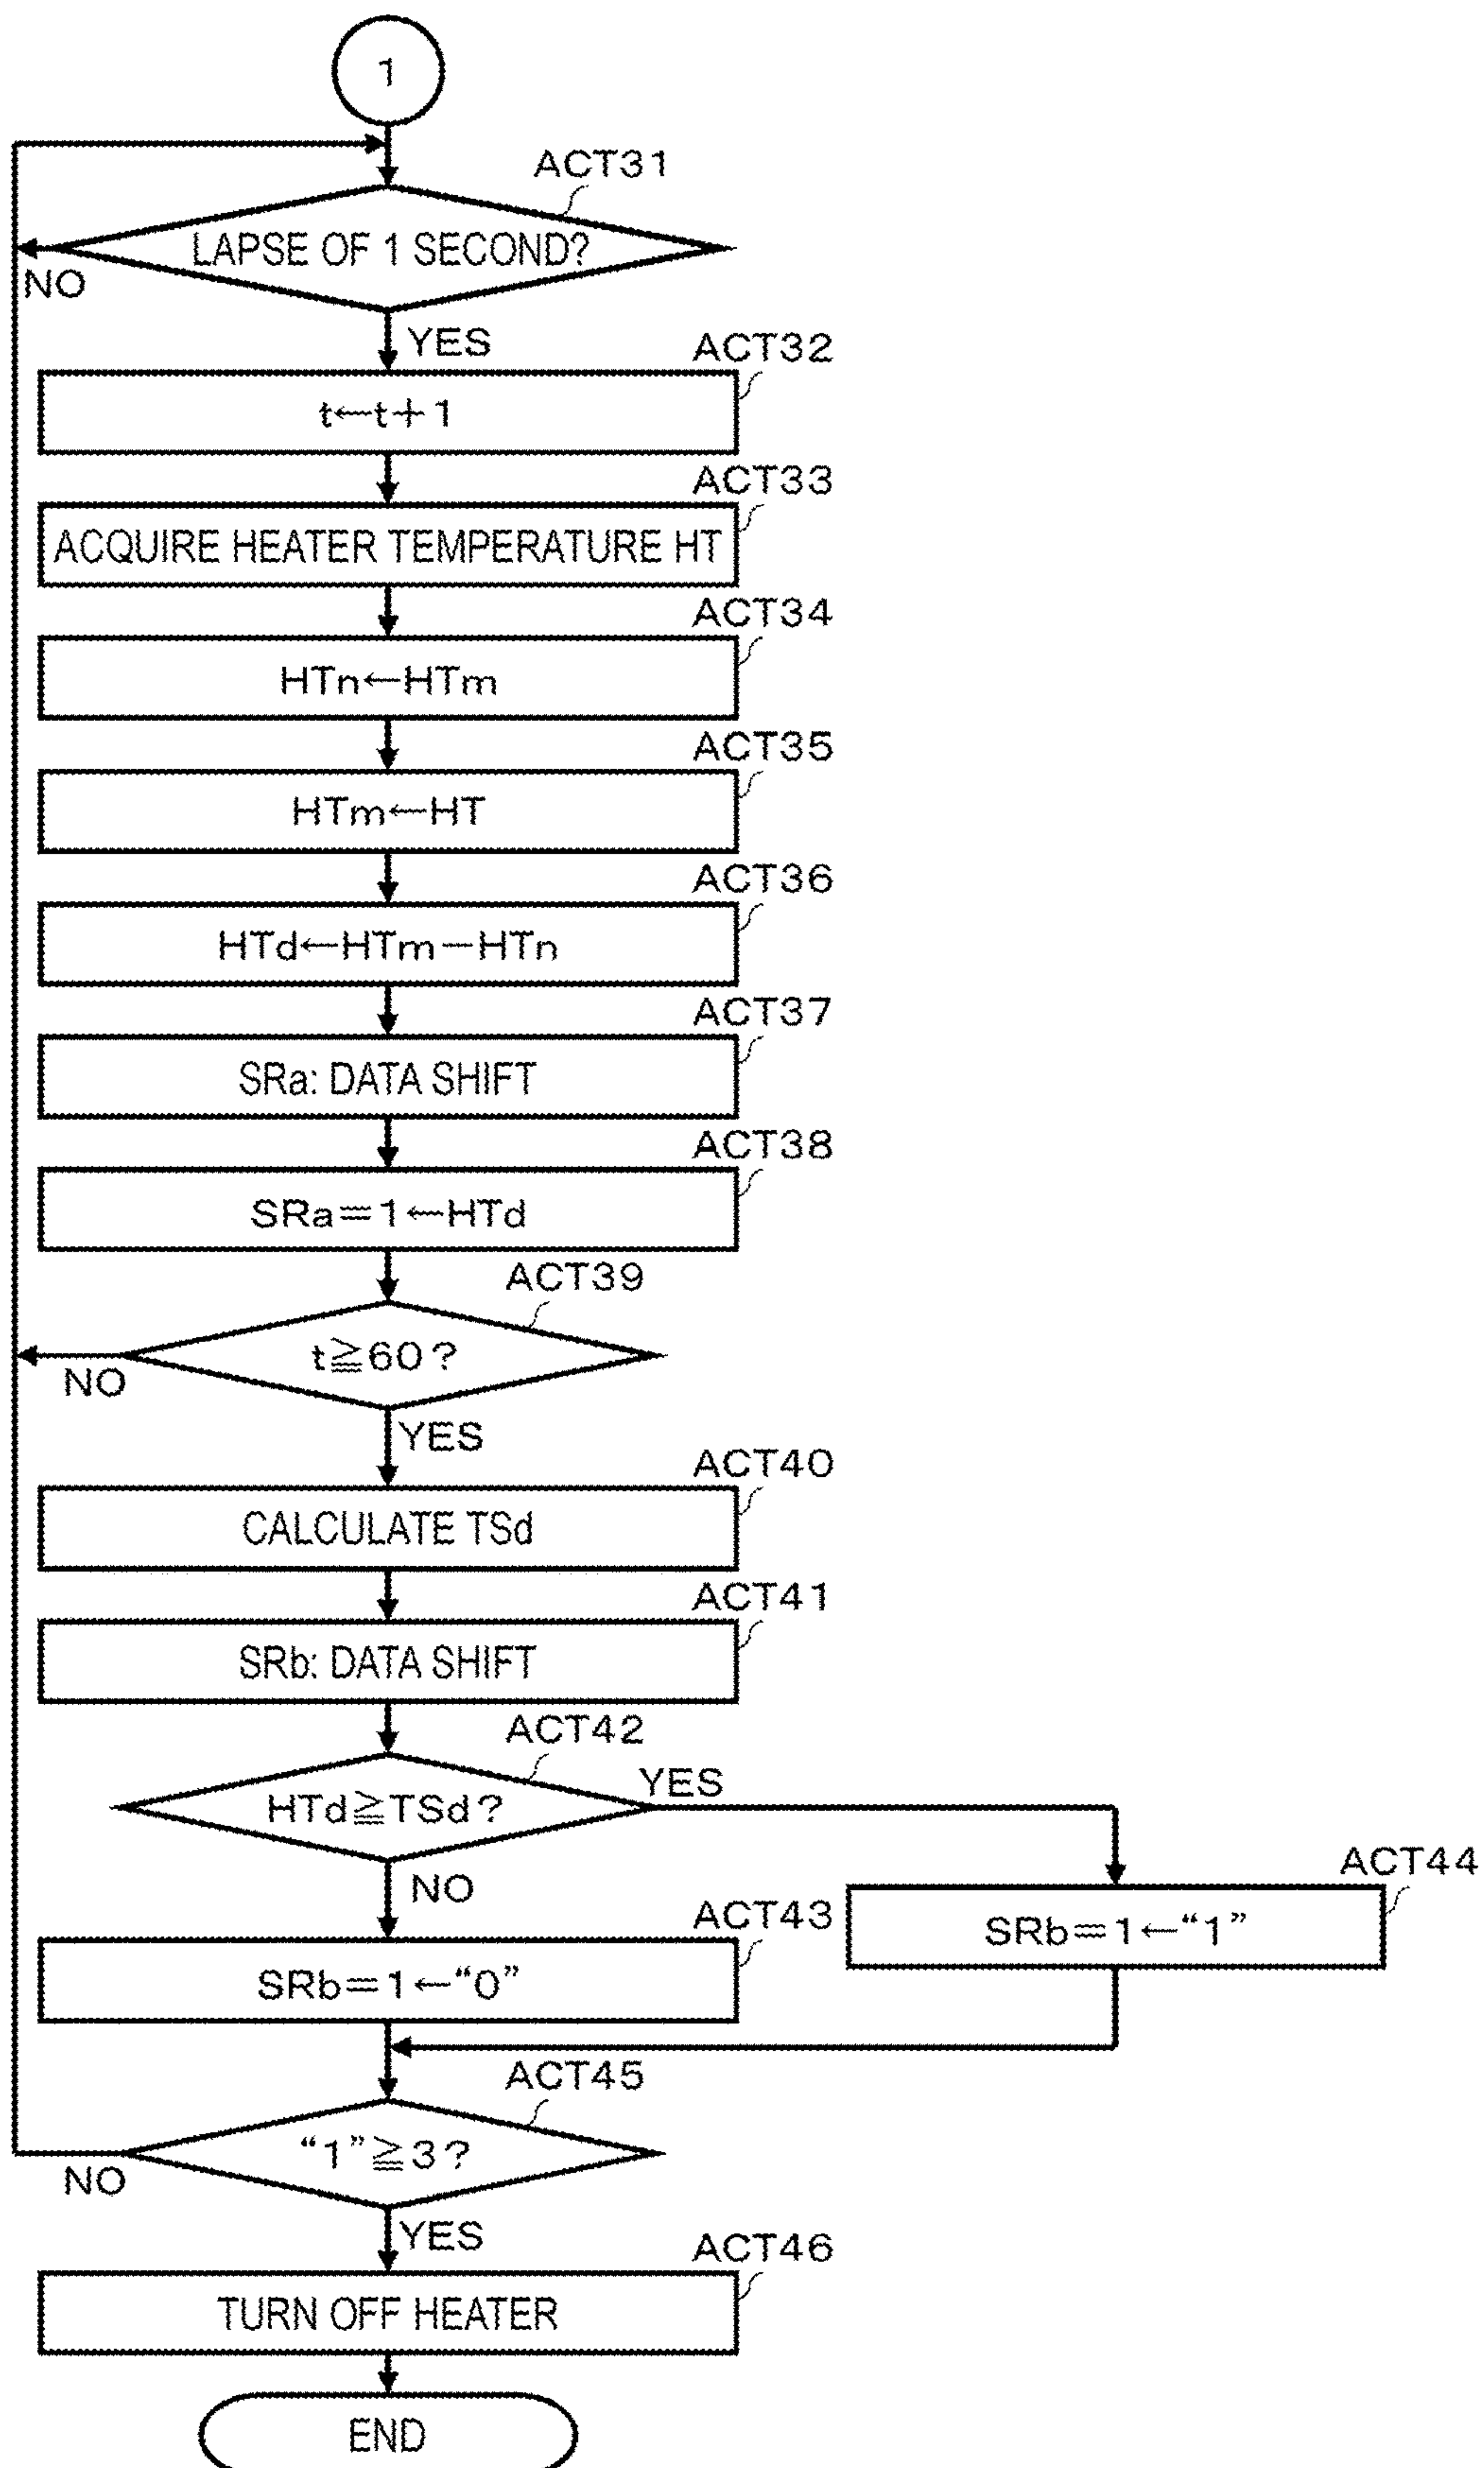 1
ACT31
LAPSE OF 1 SECOND?
NO
YES
ACT32
t←t+1
ACT33
ACQUIRE HEATER TEMPERATURE HT
ACT34
HTn←HTm
ACT35
HTm←HT
ACT36
HTd←HTm−HTn
ACT37
SRa: DATA SHIFT
ACT38
SRa=1←HTd
ACT39
t≧60?
NO
YES
ACT40
CALCULATE TSd
ACT41
SRb: DATA SHIFT
ACT42
YES
HTd≧TSd?
NO
ACT43
SRb=1←“0”
ACT44
SRb=1←“1”
ACT45
“1”≧3?
NO
YES
ACT46
TURN OFF HEATER
END